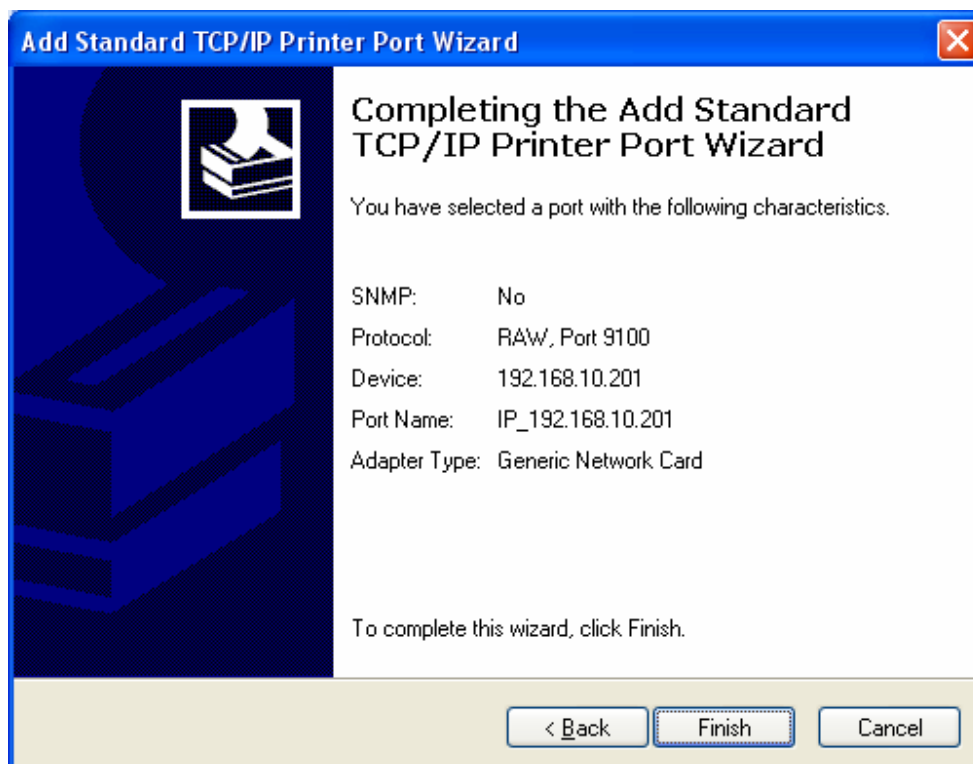 Add Standard TCP/IP Printer Port Wizard
Completing the Add Standard
TCP/IP Printer Port Wizard
You have selected a port with the following characteristics.
SNMP: No
Protocol: RAW, Port 9100
Device: 192.168.10.201
Port Name: IP_192.168.10.201
Adapter Type: Generic Network Card
To complete this wizard, click Finish.
< Back Finish Cancel